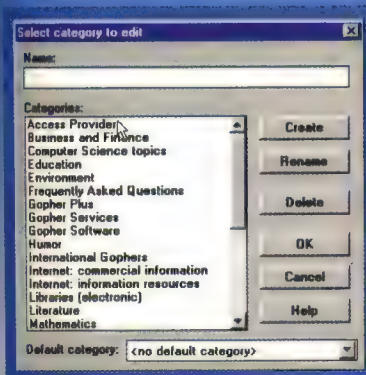 Select category to edit
Name:
Categories:
Access Provider
Business and Finance
Computer Science topics
Education
Environment
Frequently Asked Questions
Gopher Plus
Gopher Services
Gopher Software
Humor
International Gophers
Internet: commercial information
Internet: information resources
Libraries (electronic)
Literature
Mathematics
Create
Rename
Delete
OK
Cancel
Help
Default category: <no default category>